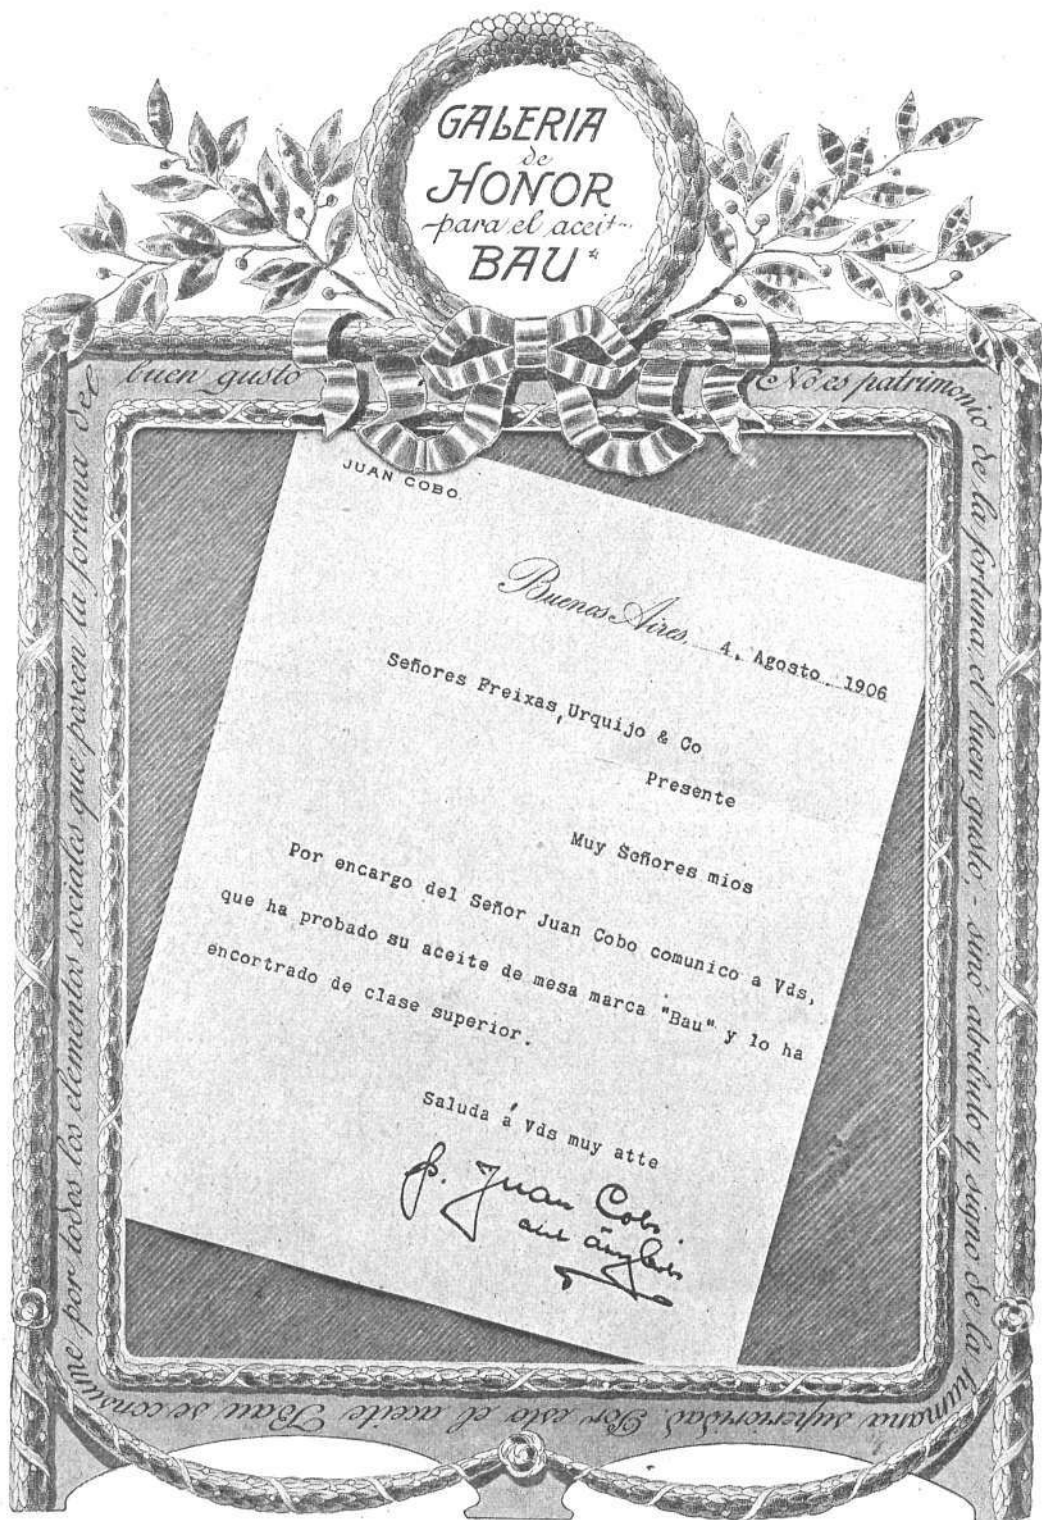 GALERIA
de
HONOR
para el aceite
BAU
No es patrimonio de la fortuna, el buen gusto; - sinó atributo y signo de la humana superioridad. Por esto el aceite Bau se consume por todos los elementos sociales que poseen la fortuna del buen gusto
JUAN COBO.
Buenos Aires, 4, Agosto 1906
Señores Freixas, Urquijo & Co
Presente
Muy Señores mios
Por encargo del Señor Juan Cobo comunico a Vds,
que ha probado su aceite de mesa marca "Bau" y lo ha
encortrado de clase superior.
Saluda á Vds muy atte
p. Juan Cobo